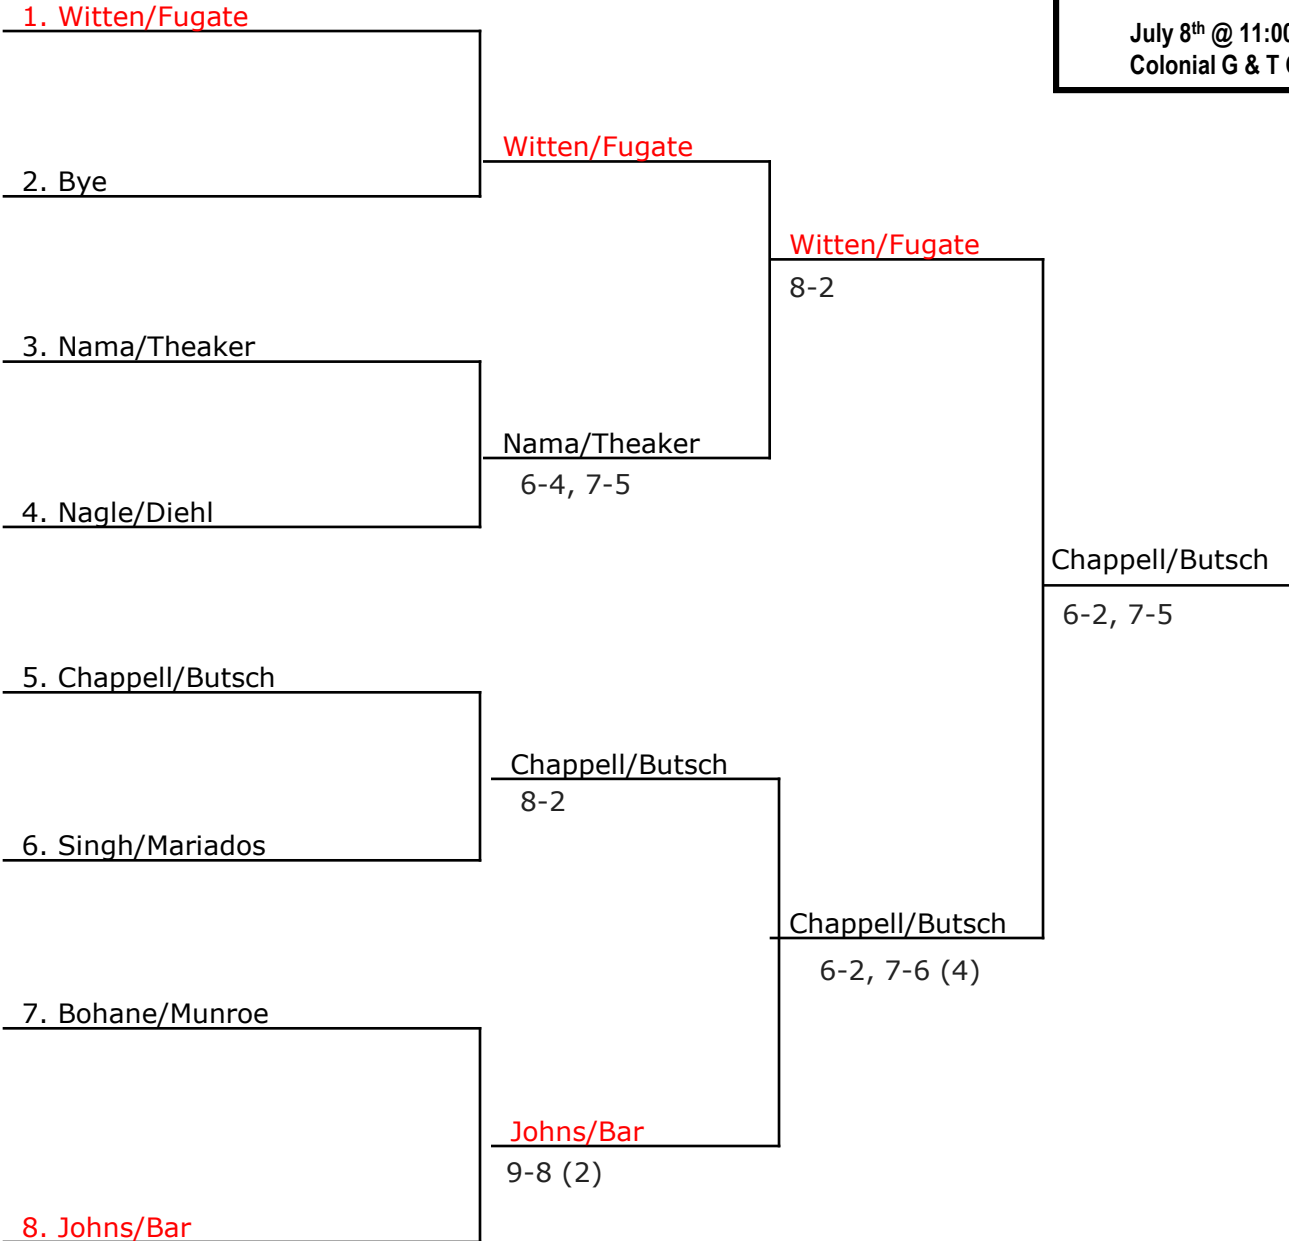 1. Witten/Fugate
July 8th @ 11:00
Colonial G & T
Witten/Fugate
2. Bye
Witten/Fugate
8-2
3. Nama/Theaker
Nama/Theaker
6-4, 7-5
4. Nagle/Diehl
Chappell/Butsch
6-2, 7-5
5. Chappell/Butsch
Chappell/Butsch
8-2
6. Singh/Mariados
Chappell/Butsch
6-2, 7-6 (4)
7. Bohane/Munroe
Johns/Bar
9-8 (2)
8. Johns/Bar